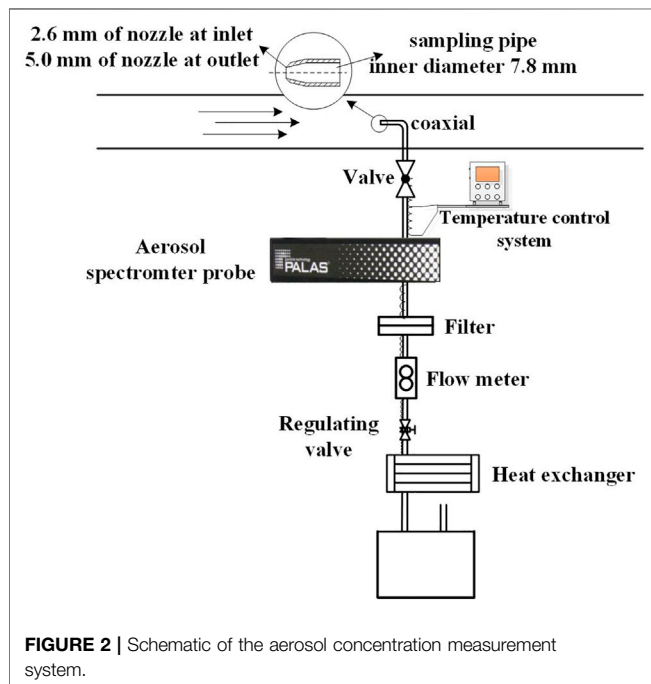 2.6 mm of nozzle at inlet
5.0 mm of nozzle at outlet
sampling pipe
inner diameter 7.8 mm
coaxial
Valve
Temperature control
system
Aerosol
spectromter probe
PALAS
Filter
Flow meter
Regulating
valve
Heat exchanger
FIGURE 2 | Schematic of the aerosol concentration measurement
system.